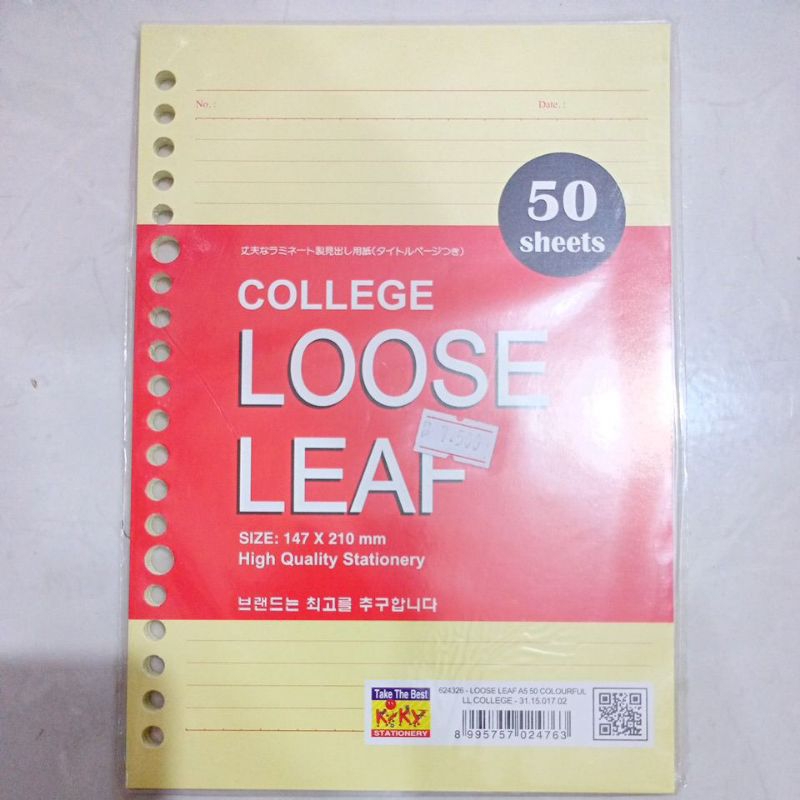 No. :
Date. :
50
sheets
丈夫なラミネート製見出し用紙(タイトルページつき)
COLLEGE
LOOSE
LEAF
7.500
SIZE: 147 X 210 mm
High Quality Stationery
브랜드는 최고를 추구합니다
Take The Best
KIKY
STATIONERY
624326 - LOOSE LEAF A5 50 COLOURFUL
LL COLLEGE - 31.15.017.02
8 995757 024763